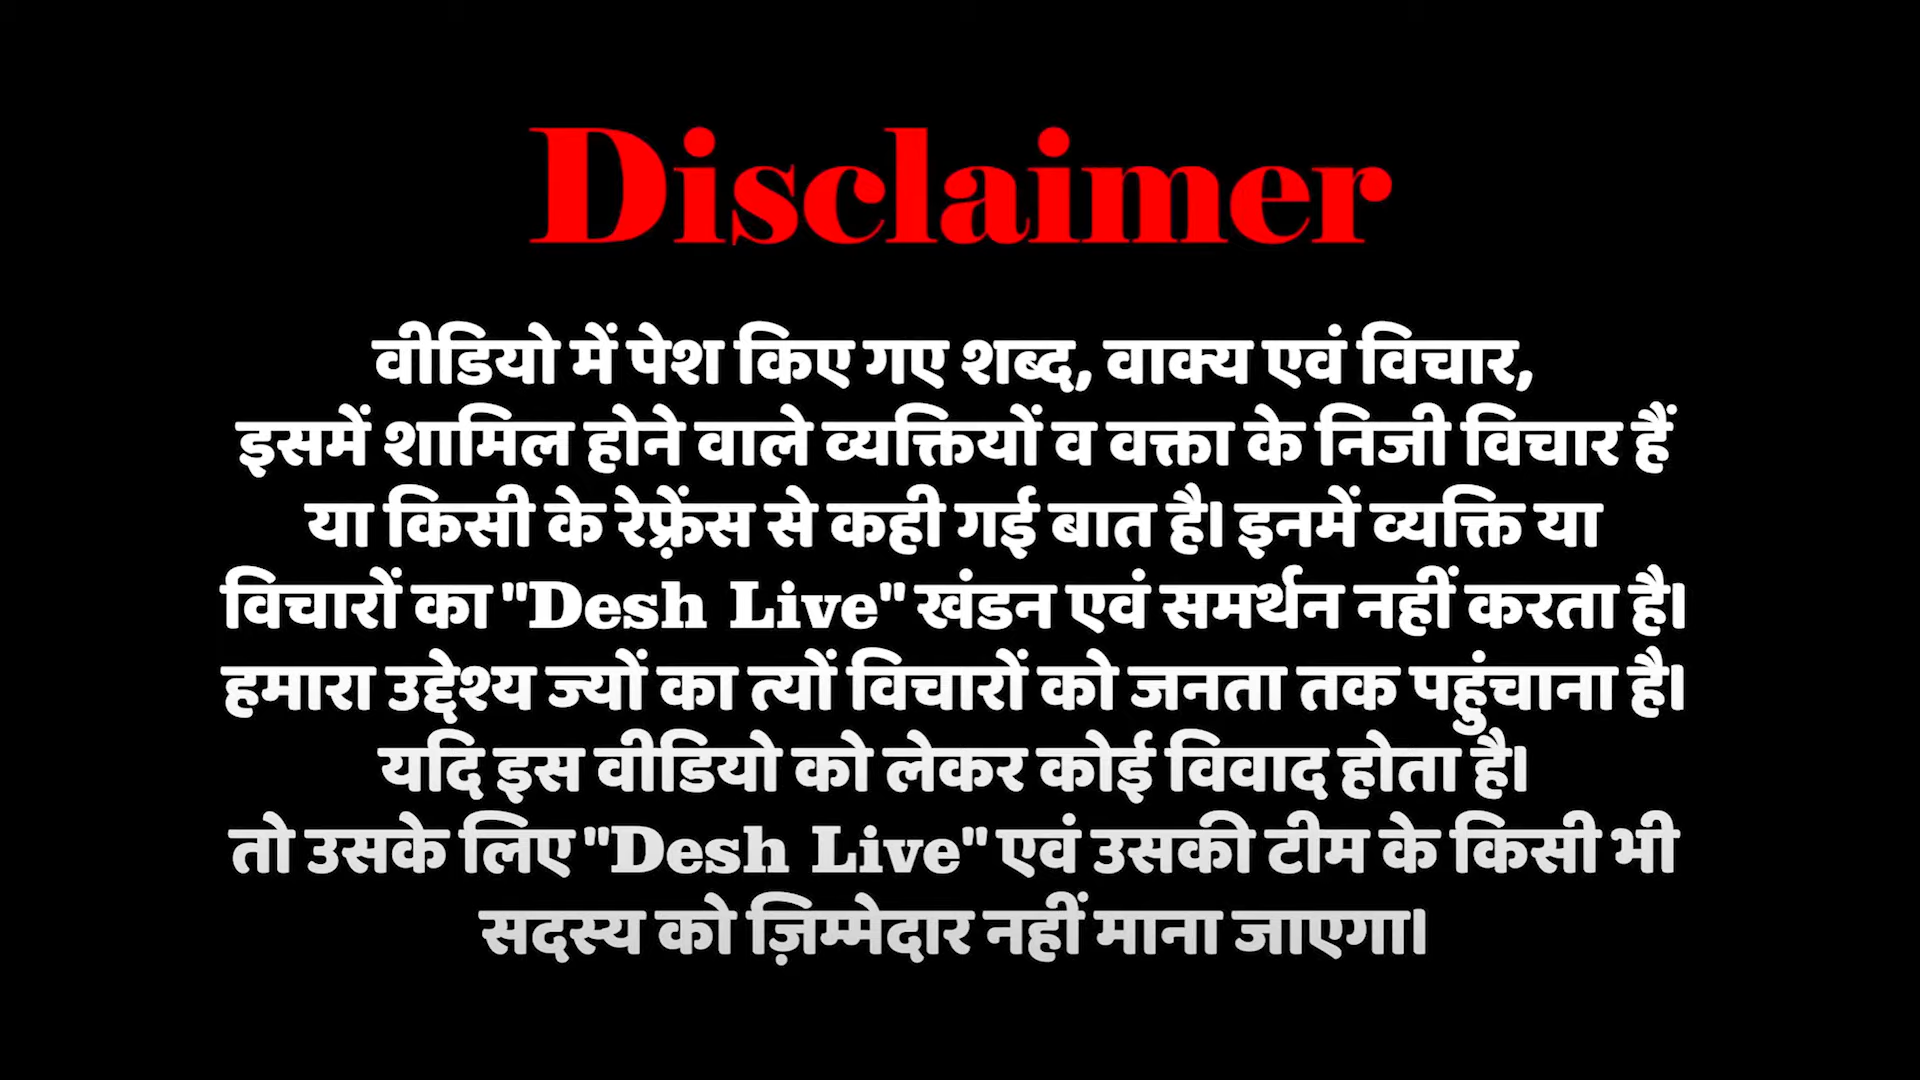 Disclaimer
वीडियो में पेश किए गए शब्द, वाक्य एवं विचार,
इसमें शामिल होने वाले व्यक्तियों व वक्ता के निजी विचार हैं
या किसी के रेफ़्रेंस से कही गई बात है। इनमें व्यक्ति या
विचारों का "Desh Live" खंडन एवं समर्थन नहीं करता है।
हमारा उद्देश्य ज्यों का त्यों विचारों को जनता तक पहुंचाना है।
यदि इस वीडियो को लेकर कोई विवाद होता है।
तो उसके लिए "Desh Live" एवं उसकी टीम के किसी भी
सदस्य को ज़िम्मेदार नहीं माना जाएगा।